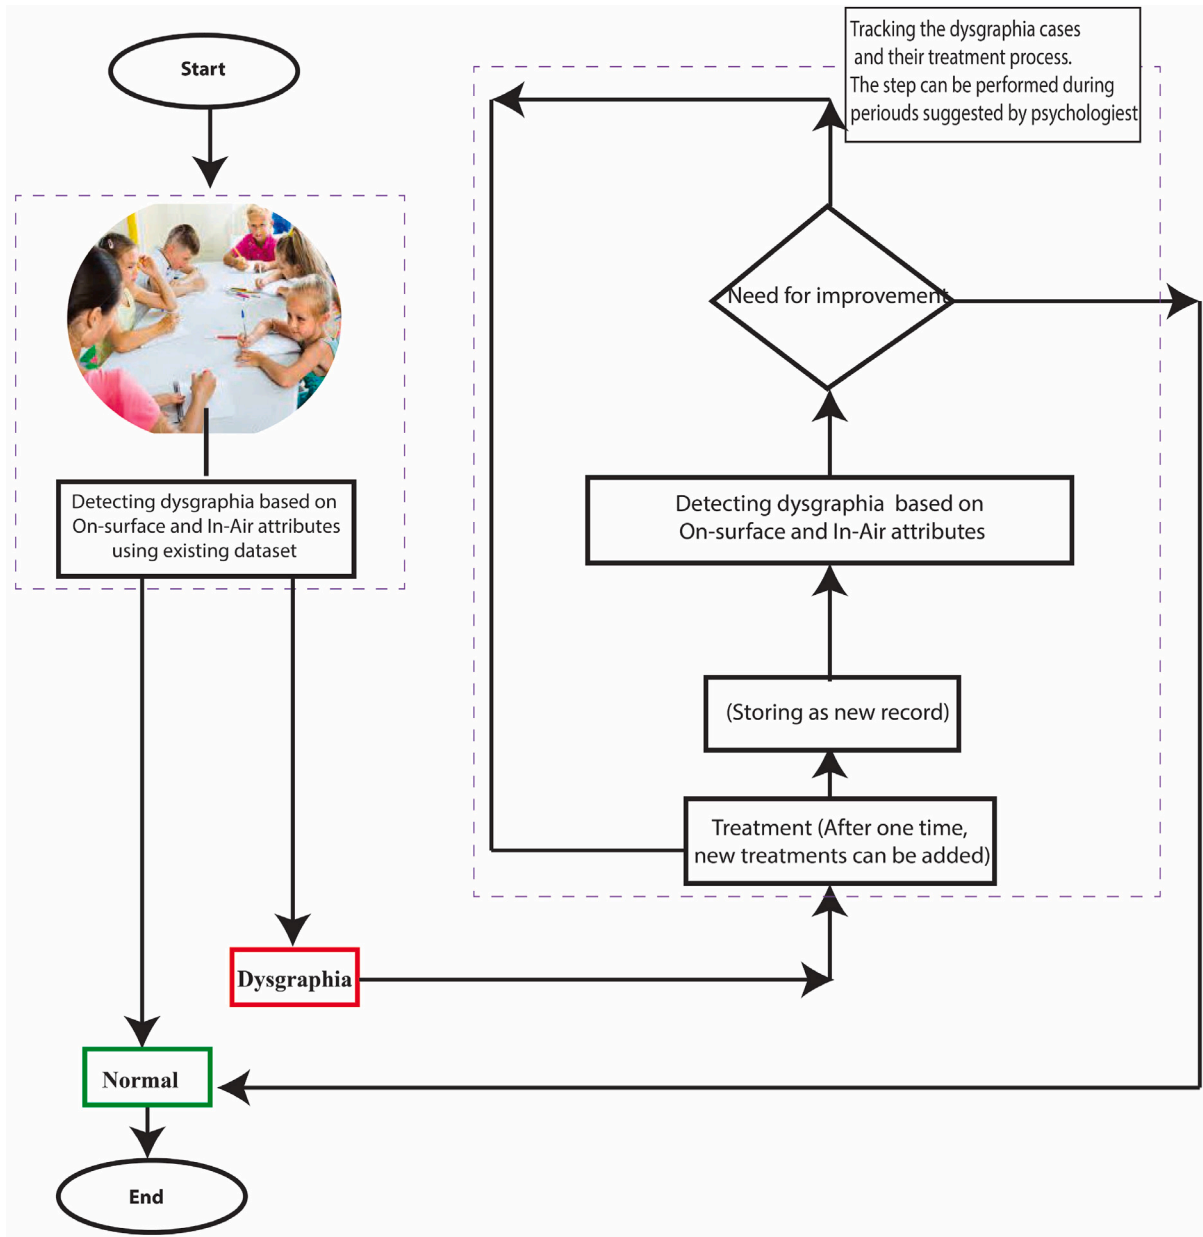 Start
Detecting dysgraphia based on
On-surface and In-Air attributes
using existing dataset
Tracking the dysgraphia cases
and their treatment process.
The step can be performed during
periouds suggested by psychologiest
Need for improvement
Detecting dysgraphia based on
On-surface and In-Air attributes
(Storing as new record)
Treatment (After one time,
new treatments can be added)
Dysgraphia
Normal
End